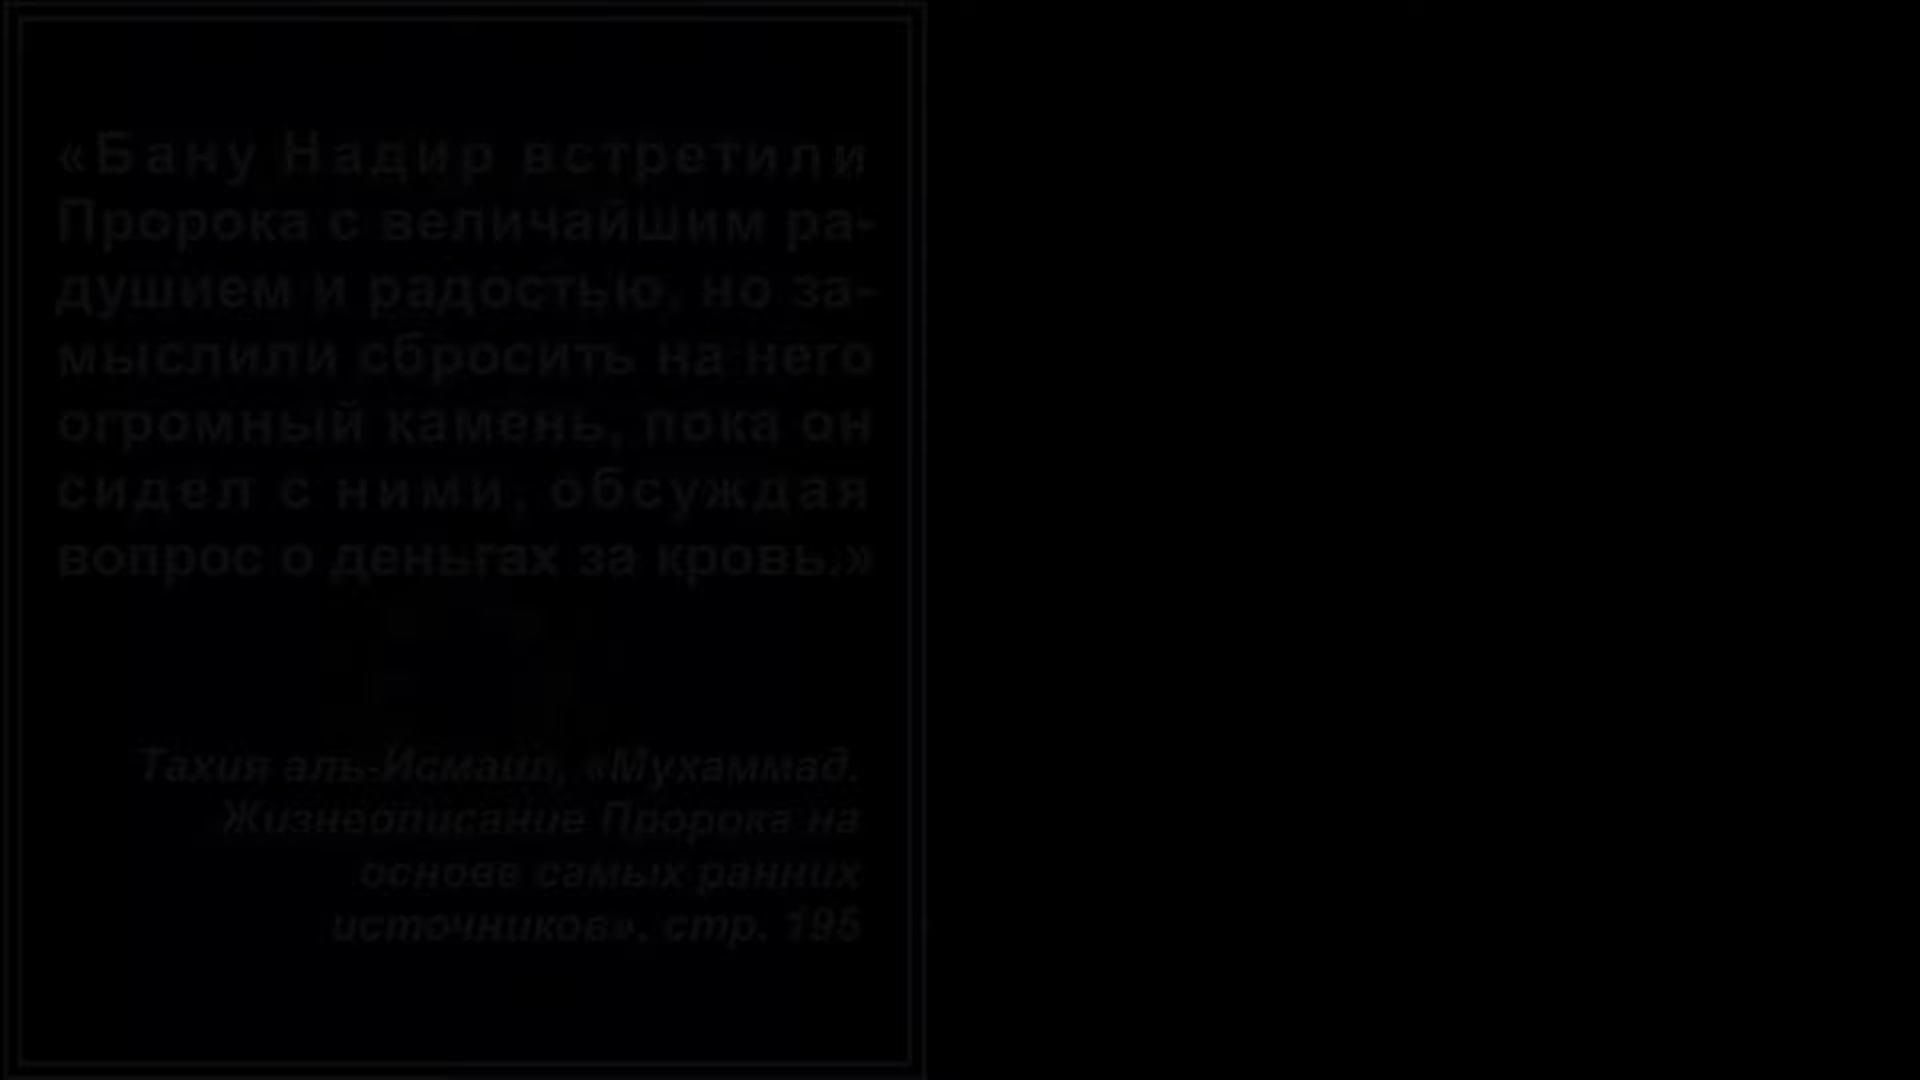 «Бану Надир встретили
Пророка с величайшим ра-
душием и радостью, но за-
мыслили сбросить на него
огромный камень, пока он
сидел с ними, обсуждая
вопрос о деньгах за кровь.»
Тахия аль-Исмаил, «Мухаммад.
Жизнеописание Пророка на
основе самых ранних
источников», стр. 195